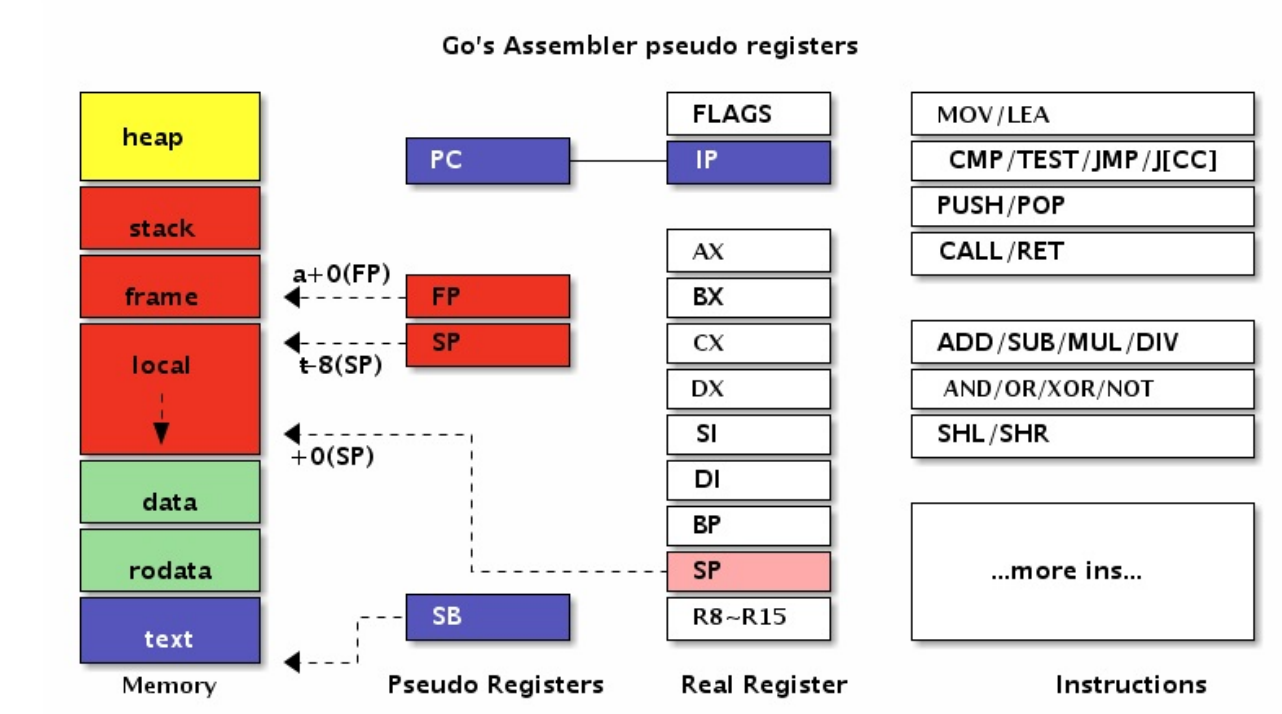 Go's Assembler pseudo registers
heap
stack
frame
local
data
rodata
text
Memory
PC
a+0(FP)
FP
SP
t-8(SP)
+0(SP)
SB
Pseudo Registers
FLAGS
IP
AX
BX
CX
DX
SI
DI
BP
SP
R8~R15
Real Register
MOV/LEA
CMP/TEST/JMP/J[CC]
PUSH/POP
CALL/RET
ADD/SUB/MUL/DIV
AND/OR/XOR/NOT
SHL/SHR
...more ins...
Instructions